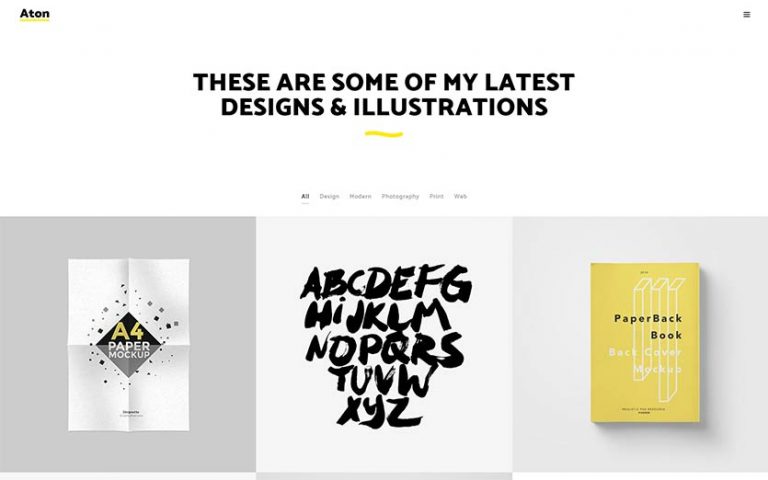 Aton
THESE ARE SOME OF MY LATEST
DESIGNS & ILLUSTRATIONS
All Design Modern Photography Print Web
A4
PAPER
MOCKUP
ABCDEFG
HiJKLM
NOPQRS
TUVW
XYZ
PaperBack
Book
Back Cover
Mockup